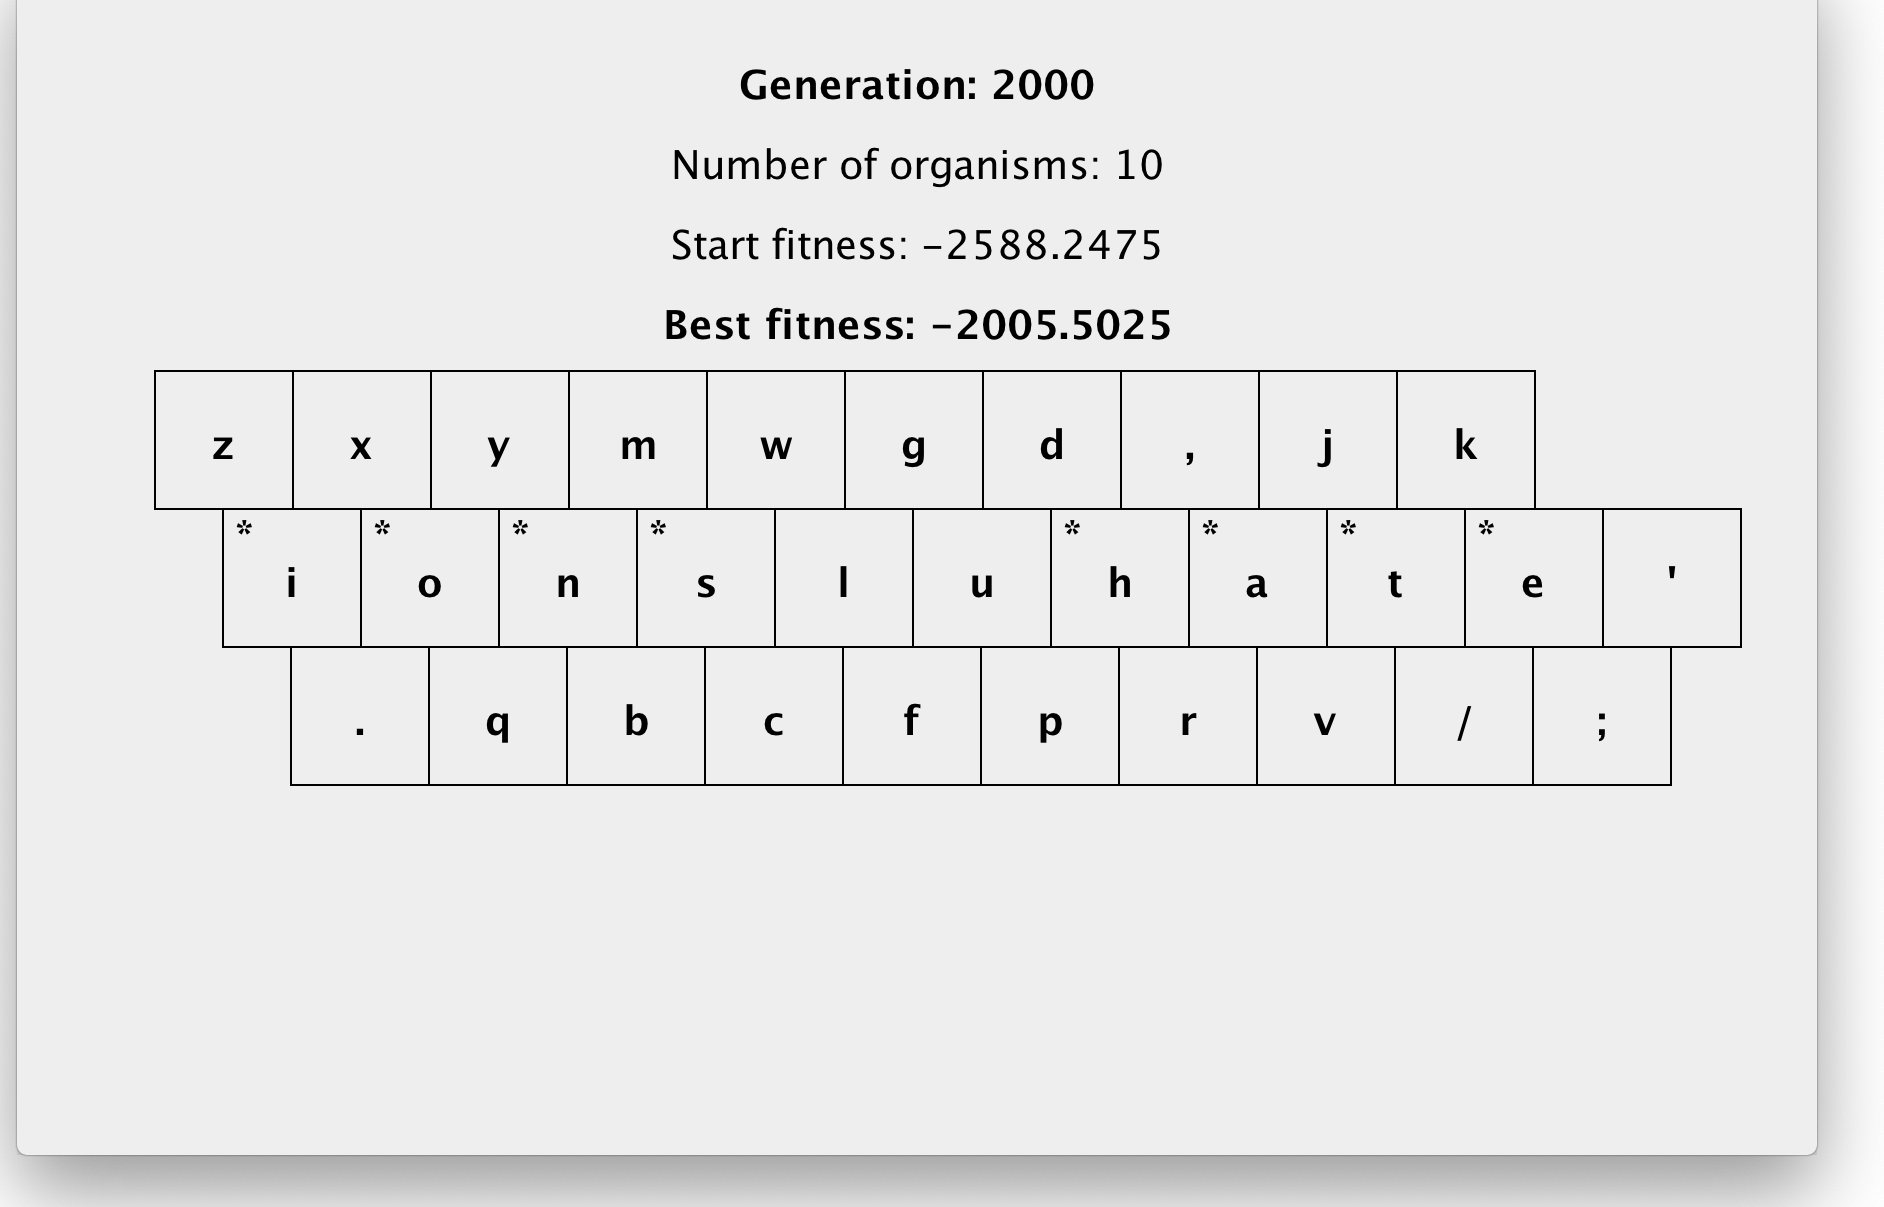 Generation: 2000
Number of organisms: 10
Start fitness: -2588.2475
Best fitness: -2005.5025
z x y m w g d , j k
* * * * * * * *
i o n s l u h a t e '
. q b c f p r v / ;